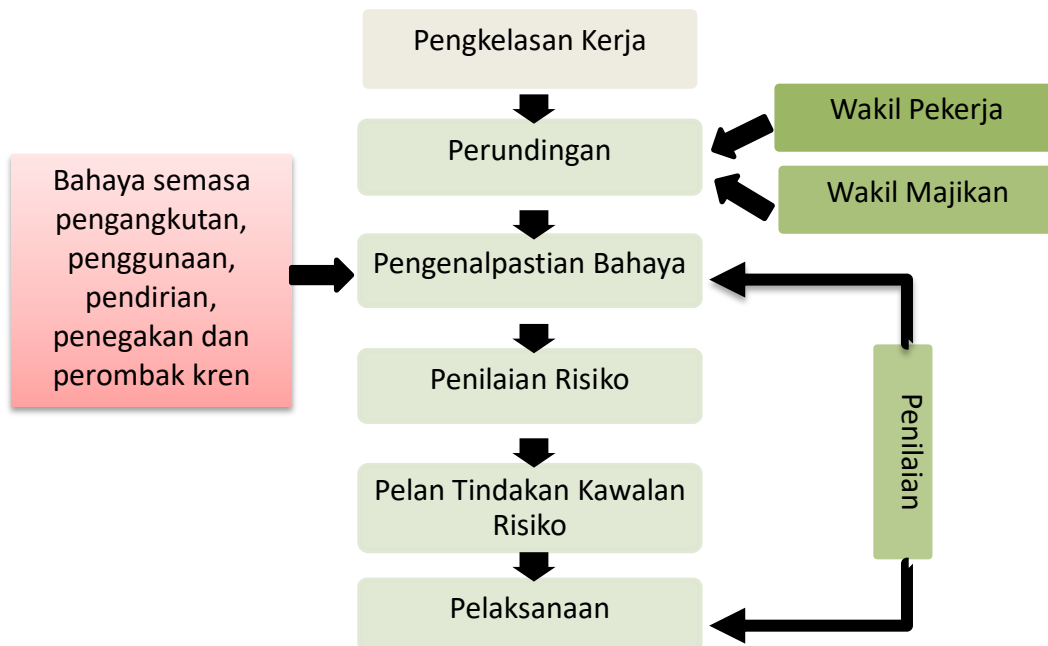 Pengkelasan Kerja
Wakil Pekerja
Perundingan
Wakil Majikan
Bahaya semasa
pengangkutan,
penggunaan,
pendirian,
penegakan dan
perombak kren
Pengenalpastian Bahaya
Penilaian Risiko
Penilaian
Pelan Tindakan Kawalan
Risiko
Pelaksanaan